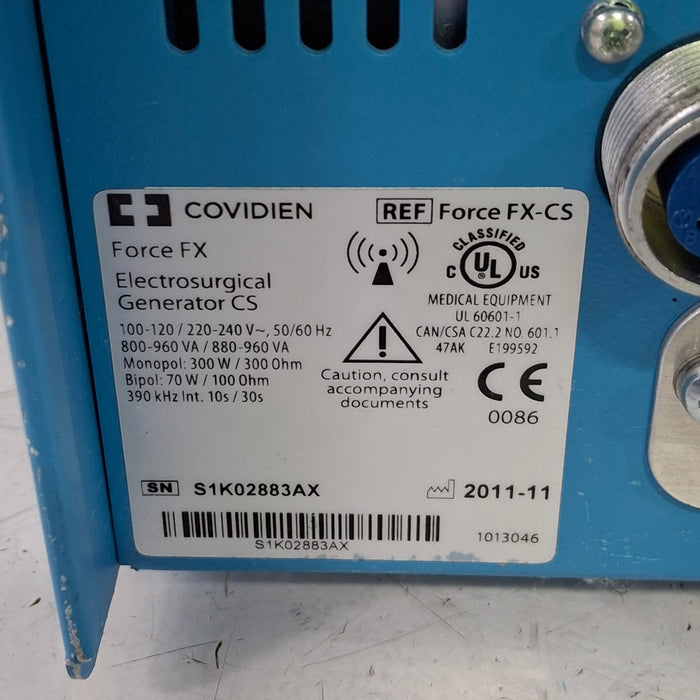 COVIDIEN
REF Force FX-CS
Force FX
Electrosurgical
Generator CS
100-120 / 220-240 V~, 50/60 Hz
800-960 VA / 880-960 VA
Monopol: 300 W / 300 Ohm
Bipol: 70 W / 100 Ohm
390 kHz Int. 10s / 30s
Caution, consult
accompanying
documents
CLASSIFIED
C UL US
MEDICAL EQUIPMENT
UL 60601-1
CAN/CSA C22.2 NO. 601.1
47AK E199592
CE
0086
SN S1K02883AX
2011-11
S1K02883AX
1013046